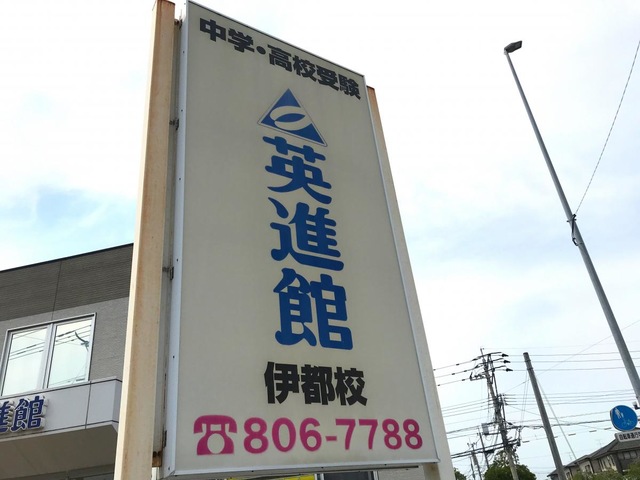 中学・高校受験
英進館
伊都校
☎806-7788
進館